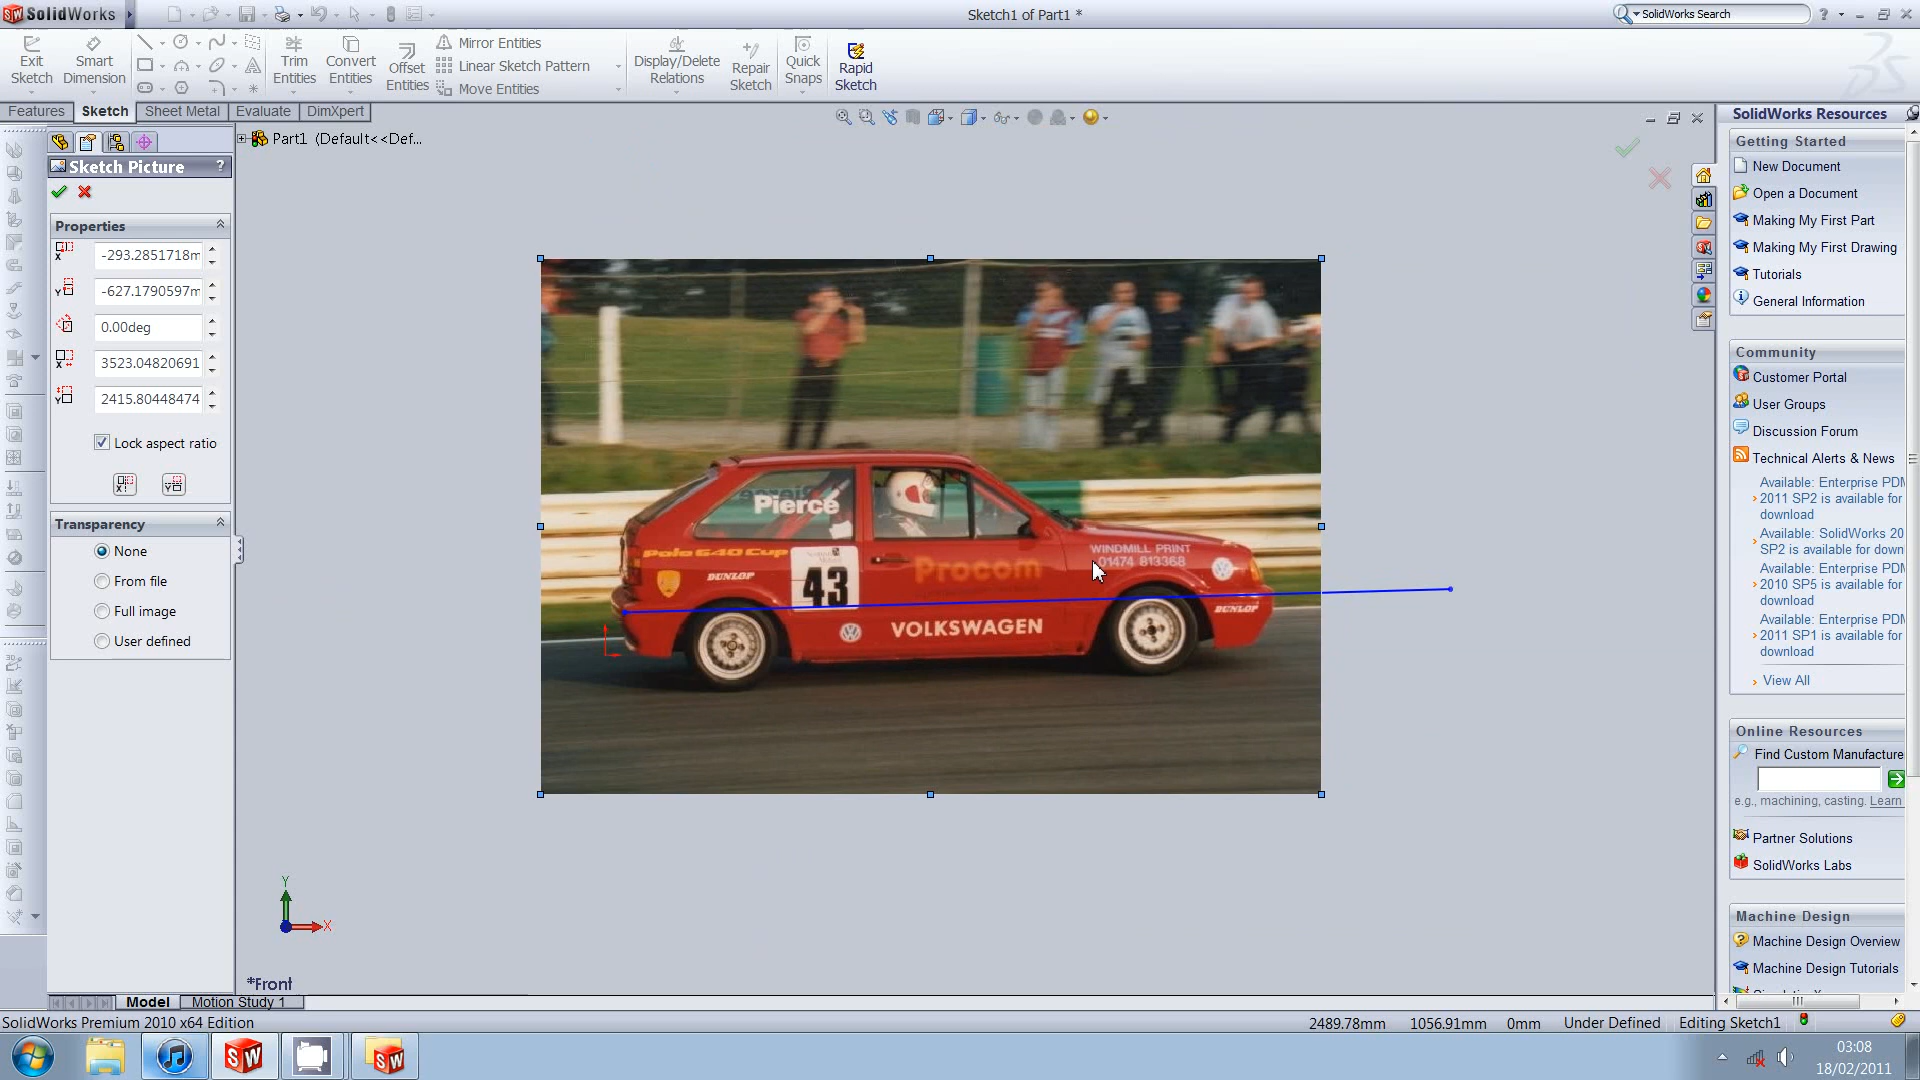 SolidWorks
Sketch1 of Part1 *
SolidWorks Search
Exit Sketch
Smart Dimension
Trim Entities
Convert Entities
Offset Entities
Mirror Entities
Linear Sketch Pattern
Move Entities
Display/Delete Relations
Repair Sketch
Quick Snaps
Rapid Sketch
Features
Sketch
Sheet Metal
Evaluate
DimXpert
Part1 (Default<<Def...
Sketch Picture
?
Properties
-293.2851718m
-627.1790597m
0.00deg
3523.04820691
2415.80448474
Lock aspect ratio
Transparency
None
From file
Full image
User defined
Pierce
Polo G40 Cup
DUNLOP
43
Procom
WINDMILL PRINT
01474 813368
DUNLOP
VOLKSWAGEN
Y
X
*Front
Model
Motion Study 1
SolidWorks Resources
Getting Started
New Document
Open a Document
Making My First Part
Making My First Drawing
Tutorials
General Information
Community
Customer Portal
User Groups
Discussion Forum
Technical Alerts & News
Available: Enterprise PDM
2011 SP2 is available for
download
Available: SolidWorks 20
SP2 is available for down
Available: Enterprise PDM
2010 SP5 is available for
download
Available: Enterprise PDM
2011 SP1 is available for
download
View All
Online Resources
Find Custom Manufacture
e.g., machining, casting. Learn
Partner Solutions
SolidWorks Labs
Machine Design
Machine Design Overview
Machine Design Tutorials
SolidWorks Premium 2010 x64 Edition
2489.78mm
1056.91mm
0mm
Under Defined
Editing Sketch1
03:08
18/02/2011